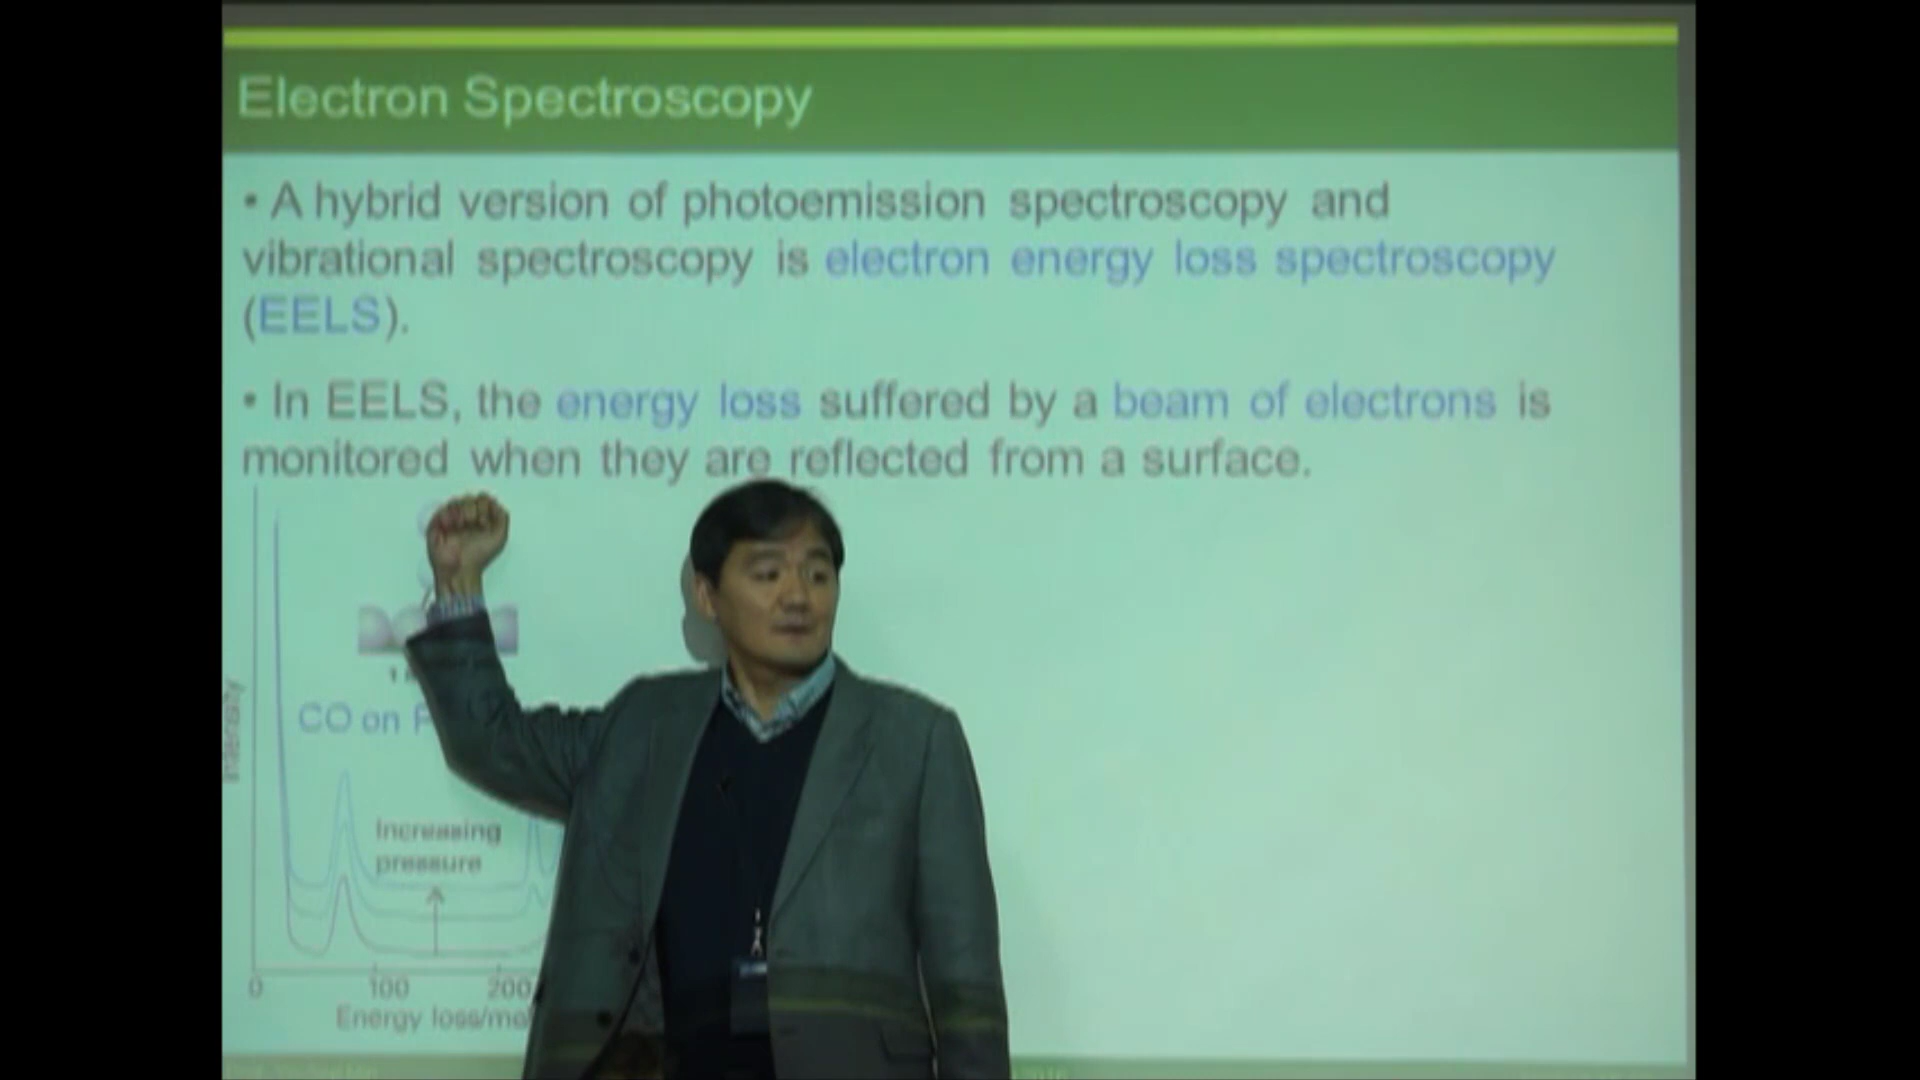 Electron Spectroscopy
• A hybrid version of photoemission spectroscopy and
vibrational spectroscopy is electron energy loss spectroscopy
(EELS).
• In EELS, the energy loss suffered by a beam of electrons is
monitored when they are reflected from a surface.
CO on
Intensity
Increasing
pressure
0 100 200
Energy